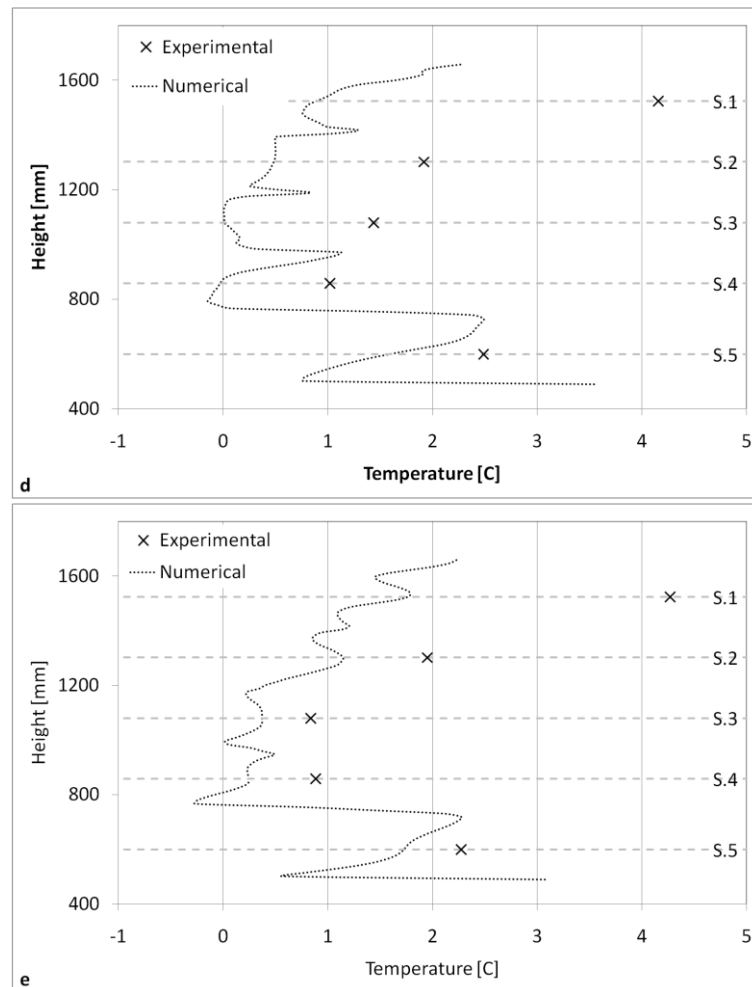 × Experimental
Numerical
1600
1200
800
400
Height [mm]
S.1
S.2
S.3
S.4
S.5
-1 0 1 2 3 4 5
Temperature [C]
d
× Experimental
Numerical
1600
1200
800
400
Height [mm]
S.1
S.2
S.3
S.4
S.5
-1 0 1 2 3 4 5
Temperature [C]
e